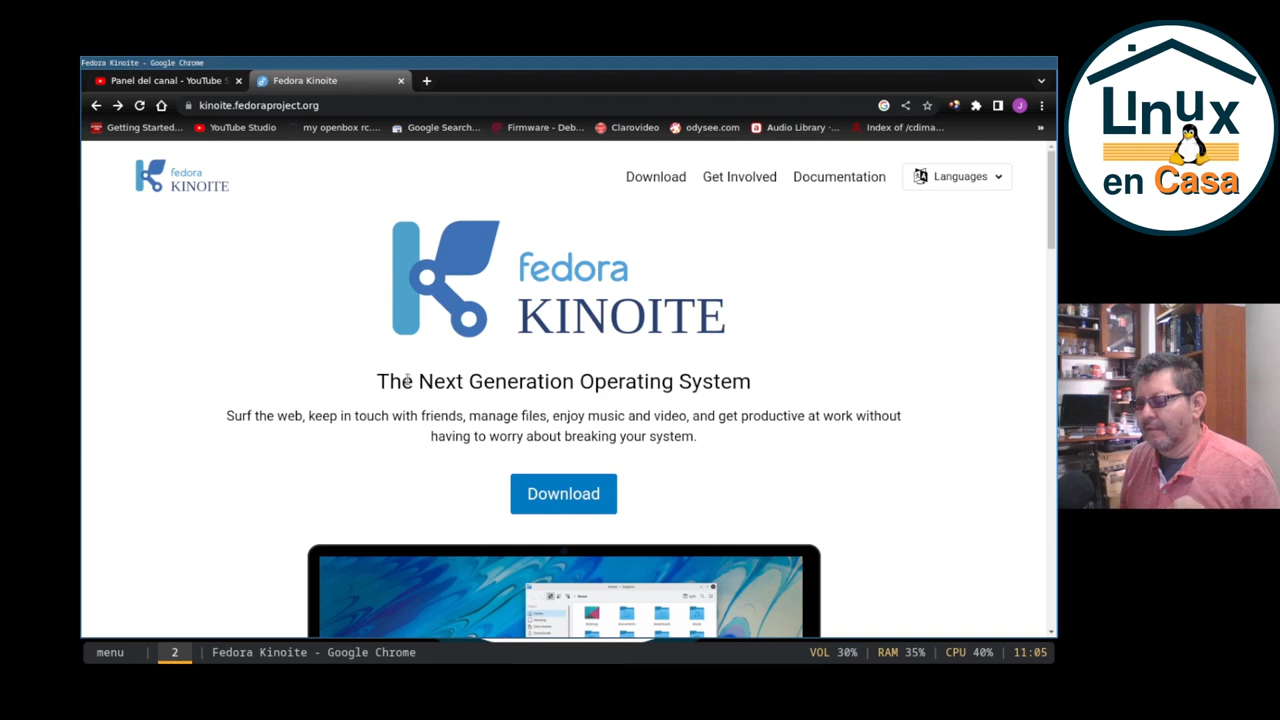 Fedora Kinoite - Google Chrome
Panel del canal - YouTube S
Fedora Kinoite
kinoite.fedoraproject.org
J
Getting Started...
YouTube Studio
my openbox rc....
Google Search...
Firmware - Deb...
Clarovideo
odysee.com
Audio Library -...
Index of /cdima...
»
fedora
KINOITE
Download
Get Involved
Documentation
Languages
fedora
KINOITE
The Next Generation Operating System
Surf the web, keep in touch with friends, manage files, enjoy music and video, and get productive at work without
having to worry about breaking your system.
Download
menu | 2 | Fedora Kinoite - Google Chrome
VOL 30% | RAM 35% | CPU 40% | 11:05
Linux
en Casa